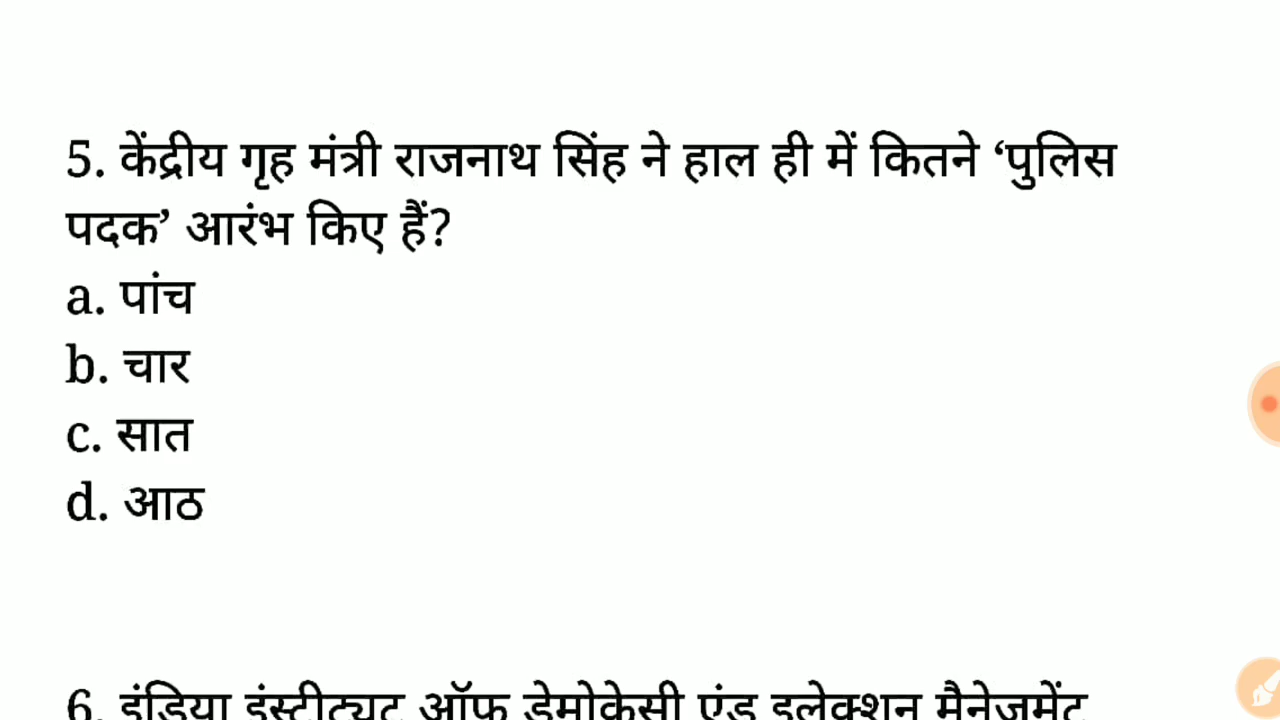 5. केंद्रीय गृह मंत्री राजनाथ सिंह ने हाल ही में कितने ‘पुलिस
पदक’ आरंभ किए हैं?
a. पांच
b. चार
c. सात
d. आठ
6. इंडिया इंस्टीट्यूट ऑफ़ डेमोक्रेसी एंड इलेक्शन मैनेजमेंट